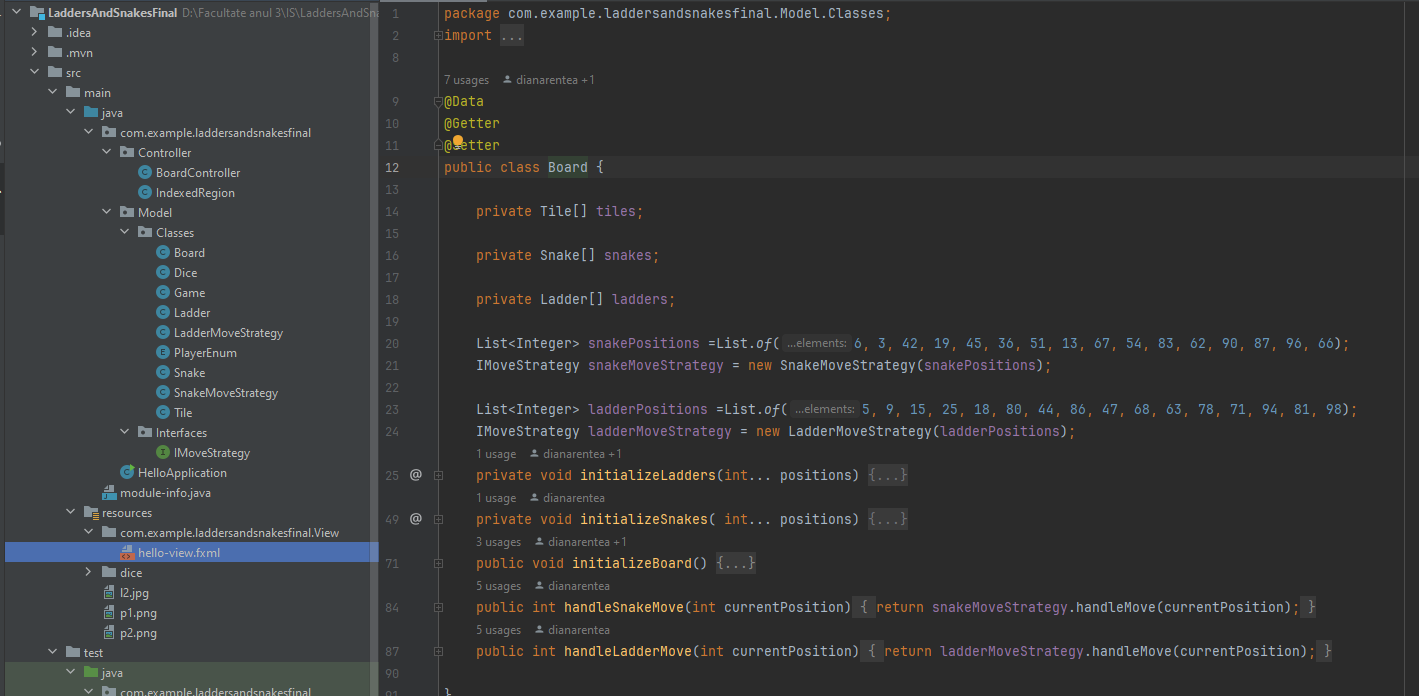 LaddersAndSnakesFinal D:\Facultate anul 3\IS\LaddersAndSna
.idea
.mvn
src
main
java
com.example.laddersandsnakesfinal
Controller
BoardController
IndexedRegion
Model
Classes
Board
Dice
Game
Ladder
LadderMoveStrategy
PlayerEnum
Snake
SnakeMoveStrategy
Tile
Interfaces
IMoveStrategy
HelloApplication
module-info.java
resources
com.example.laddersandsnakesfinal.View
hello-view.fxml
dice
l2.jpg
p1.png
p2.png
test
java
com.example.laddersandsnakesfinal
1 package com.example.laddersandsnakesfinal.Model.Classes;
2 import ...
8
7 usages dianarentea +1
9 @Data
10 @Getter
11 @Setter
12 public class Board {
13
14 private Tile[] tiles;
15
16 private Snake[] snakes;
17
18 private Ladder[] ladders;
19
20 List<Integer> snakePositions =List.of( ...elements: 6, 3, 42, 19, 45, 36, 51, 13, 67, 54, 83, 62, 90, 87, 96, 66);
21 IMoveStrategy snakeMoveStrategy = new SnakeMoveStrategy(snakePositions);
22
23 List<Integer> ladderPositions =List.of( ...elements: 5, 9, 15, 25, 18, 80, 44, 86, 47, 68, 63, 78, 71, 94, 81, 98);
24 IMoveStrategy ladderMoveStrategy = new LadderMoveStrategy(ladderPositions);
1 usage dianarentea +1
25 @ private void initializeLadders(int... positions) {...}
1 usage dianarentea
49 @ private void initializeSnakes( int... positions) {...}
3 usages dianarentea +1
71 public void initializeBoard() {...}
5 usages dianarentea
84 public int handleSnakeMove(int currentPosition) { return snakeMoveStrategy.handleMove(currentPosition); }
5 usages dianarentea
87 public int handleLadderMove(int currentPosition) { return ladderMoveStrategy.handleMove(currentPosition); }
90
91 }